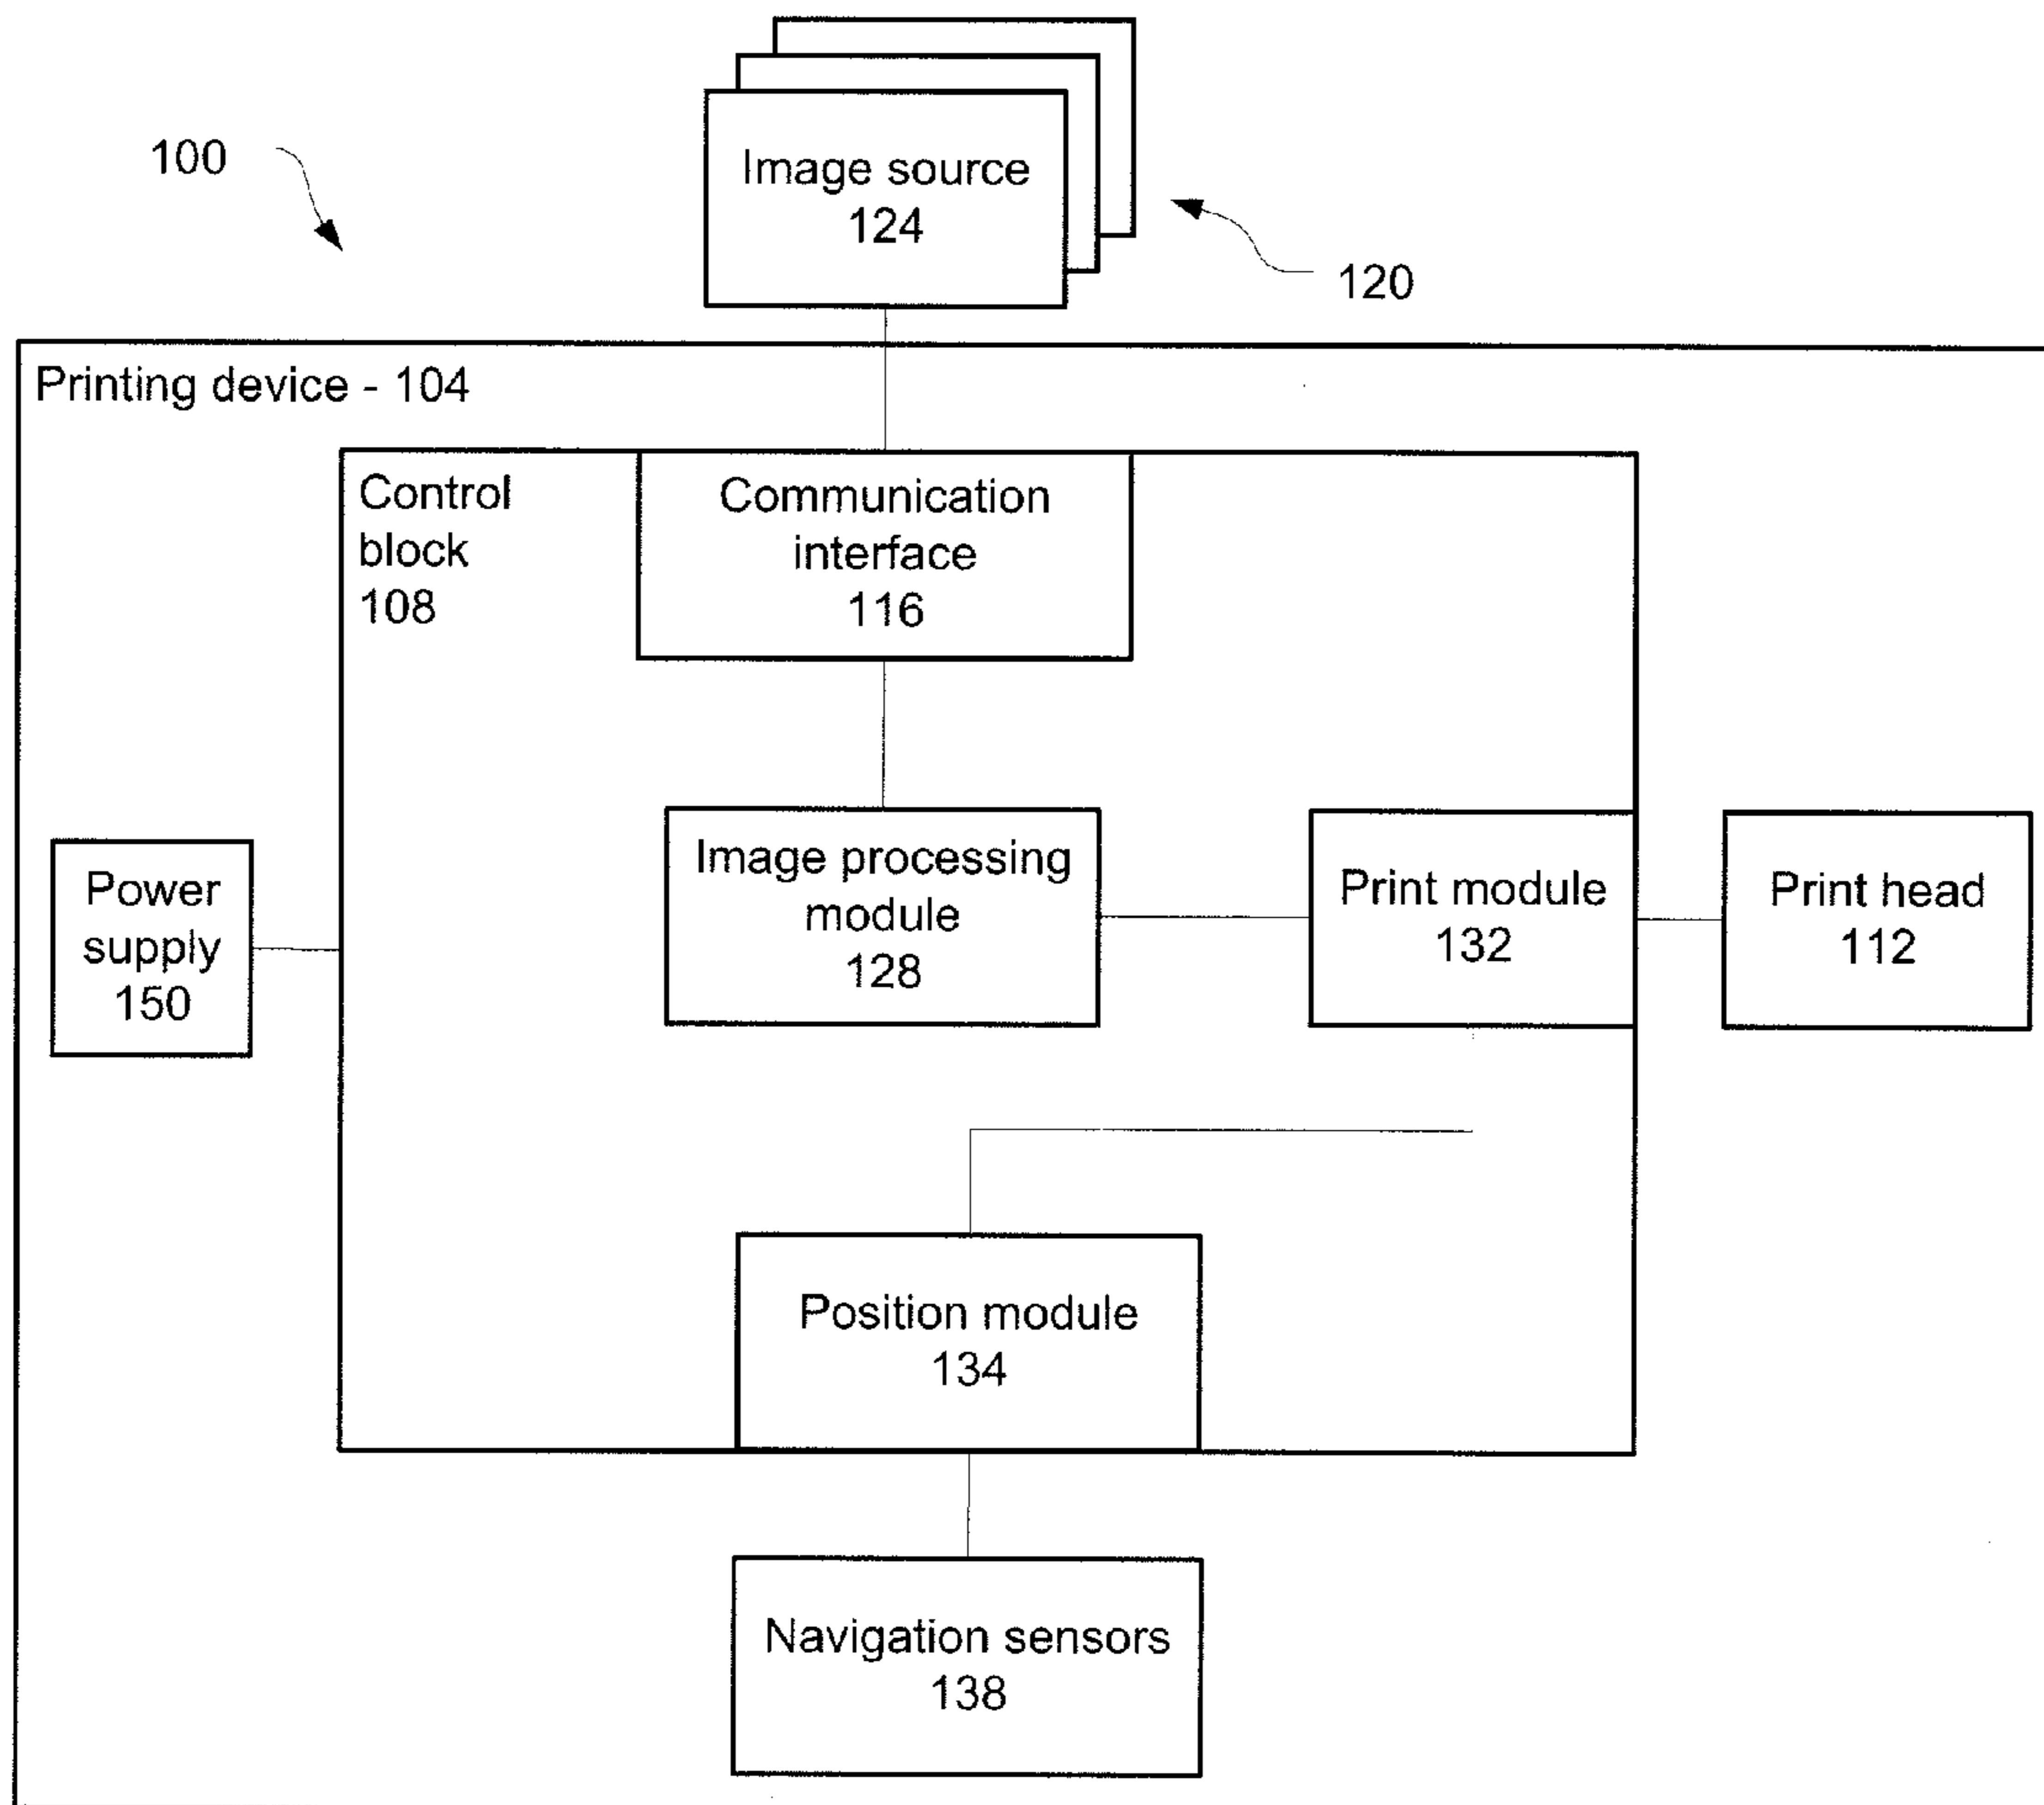 100
Image source
124
120
Printing device - 104
Control
block
108
Communication
interface
116
Power
supply
150
Image processing
module
128
Print module
132
Print head
112
Position module
134
Navigation sensors
138